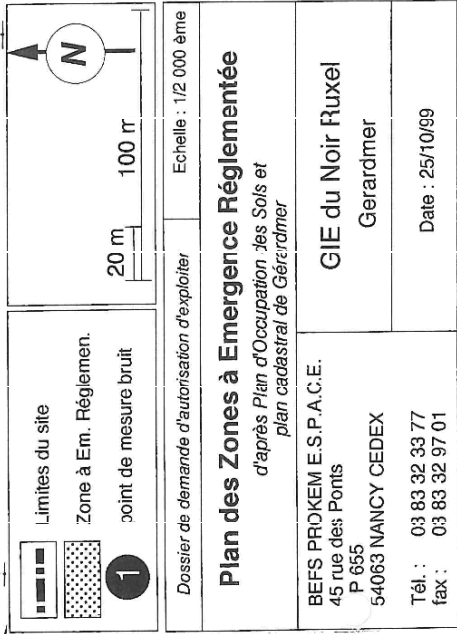 Limites du site
Zone à Em. Réglemen.
1 point de mesure bruit
N
20 m 100 m
Dossier de demande d'autorisation d'exploiter
Echelle : 1/2 000 ème
Plan des Zones à Emergence Réglementée
d'après Plan d'Occupation des Sols et
plan cadastral de Gérardmer
BEFS PROKEM E.S.P.A.C.E.
45 rue des Ponts
P 655
54063 NANCY CEDEX
Tél. : 03 83 32 33 77
fax : 03 83 32 97 01
GIE du Noir Ruxel
Gerardmer
Date : 25/10/99